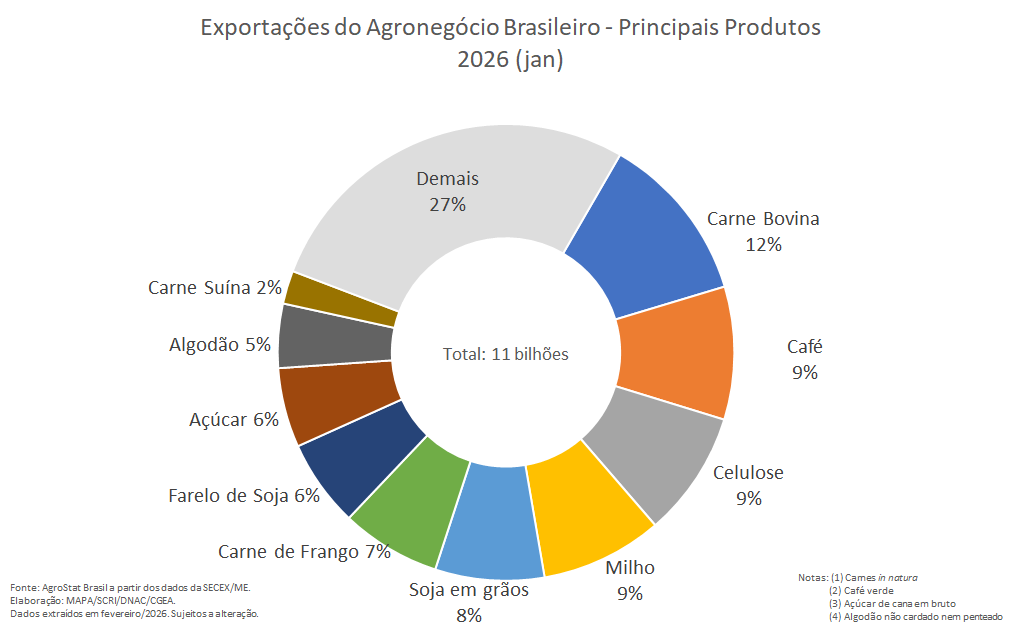 Exportações do Agronegócio Brasileiro - Principais Produtos
2026 (jan)
Demais
27%
Carne Bovina
12%
Café
9%
Celulose
9%
Milho
9%
Soja em grãos
8%
Carne de Frango 7%
Farelo de Soja 6%
Açúcar 6%
Algodão 5%
Carne Suína 2%
Total: 11 bilhões
Fonte: AgroStat Brasil a partir dos dados da SECEX/ME.
Elaboração: MAPA/SCRI/DNAC/CGEA.
Dados extraidos em fevereiro/2026. Sujeitos a alteração.
Notas: (1) Carnes in natura
(2) Café verde
(3) Açúcar de cana em bruto
(4) Algodão não cardado nem penteado